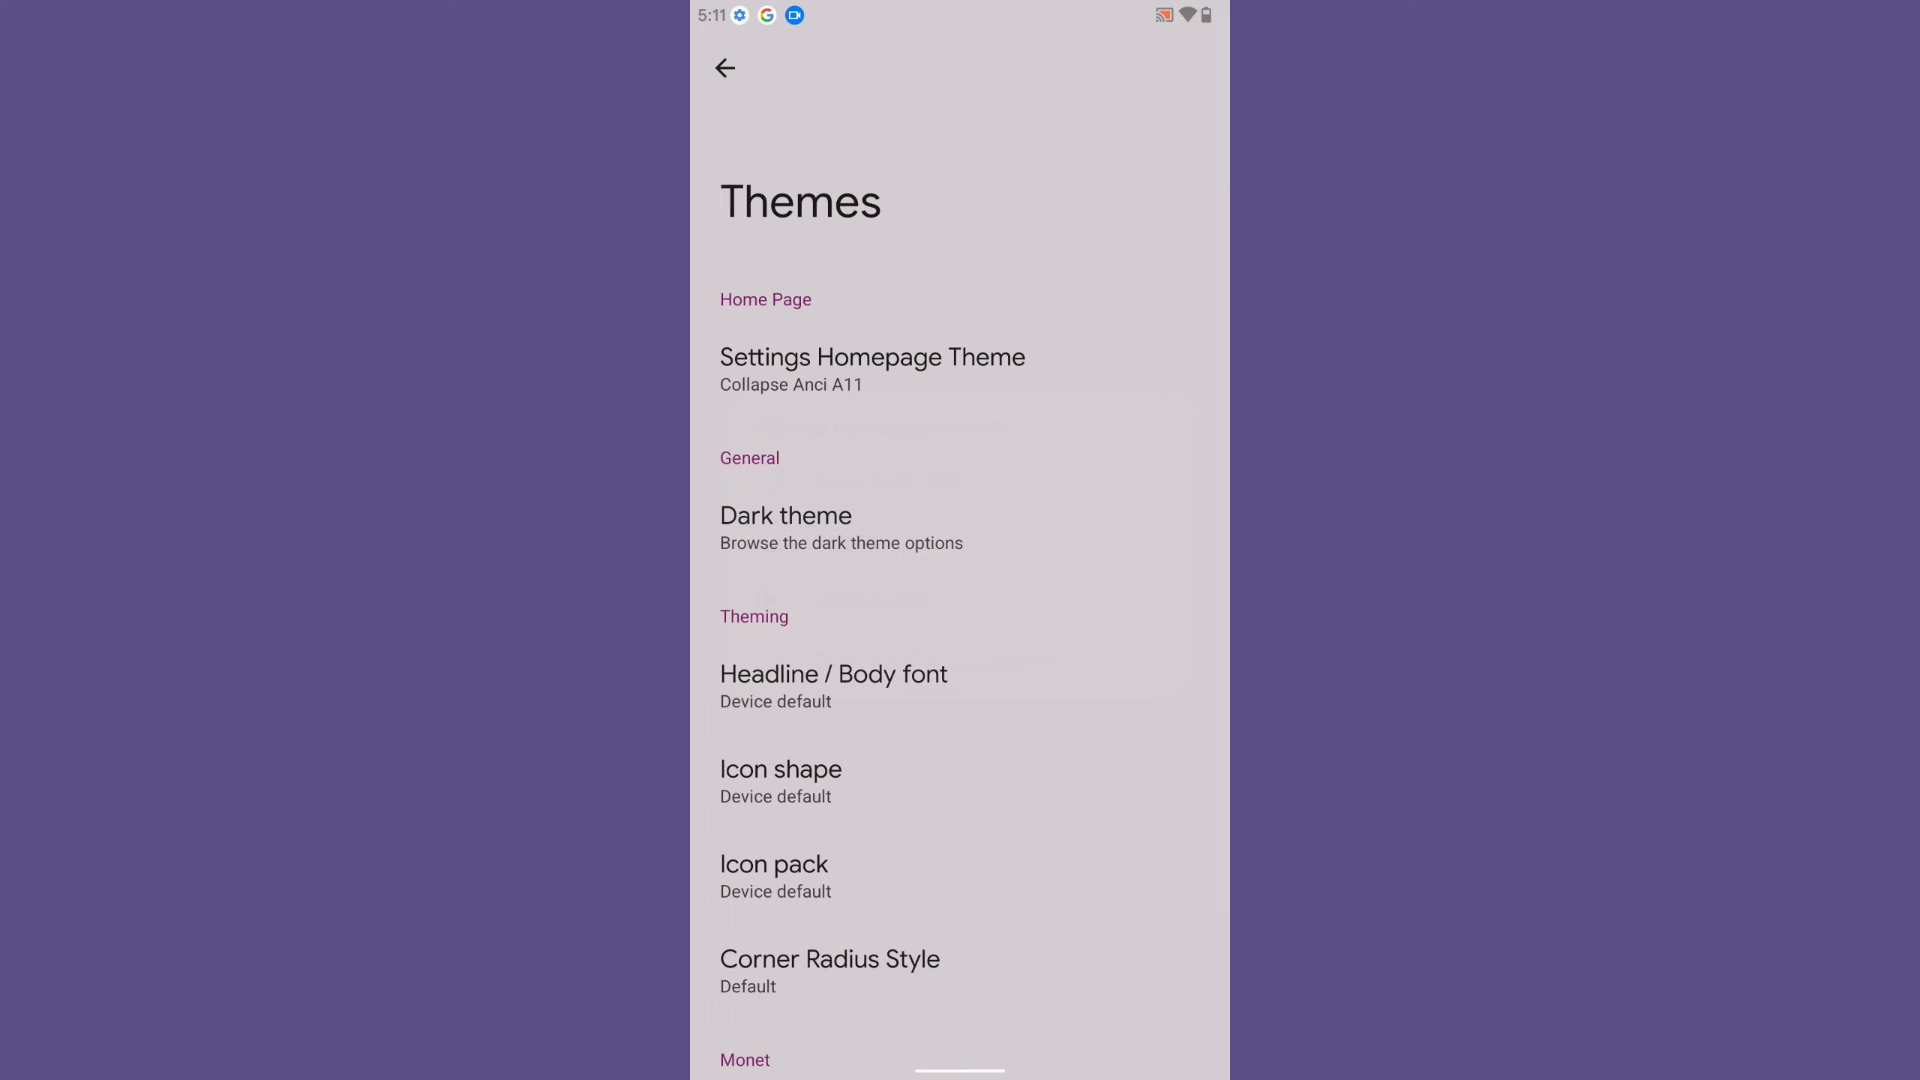 5:11
Themes
Home Page
Settings Homepage Theme
Collapse Anci A11
General
Dark theme
Browse the dark theme options
Theming
Headline / Body font
Device default
Icon shape
Device default
Icon pack
Device default
Corner Radius Style
Default
Monet